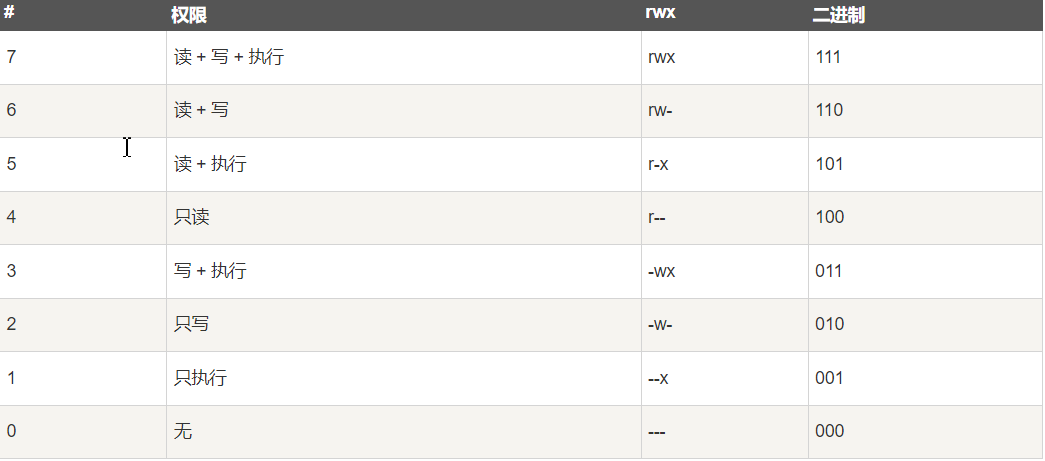 # 权限 rwx 二进制
7 读 + 写 + 执行 rwx 111
6 读 + 写 rw- 110
5 读 + 执行 r-x 101
4 只读 r-- 100
3 写 + 执行 -wx 011
2 只写 -w- 010
1 只执行 --x 001
0 无 --- 000